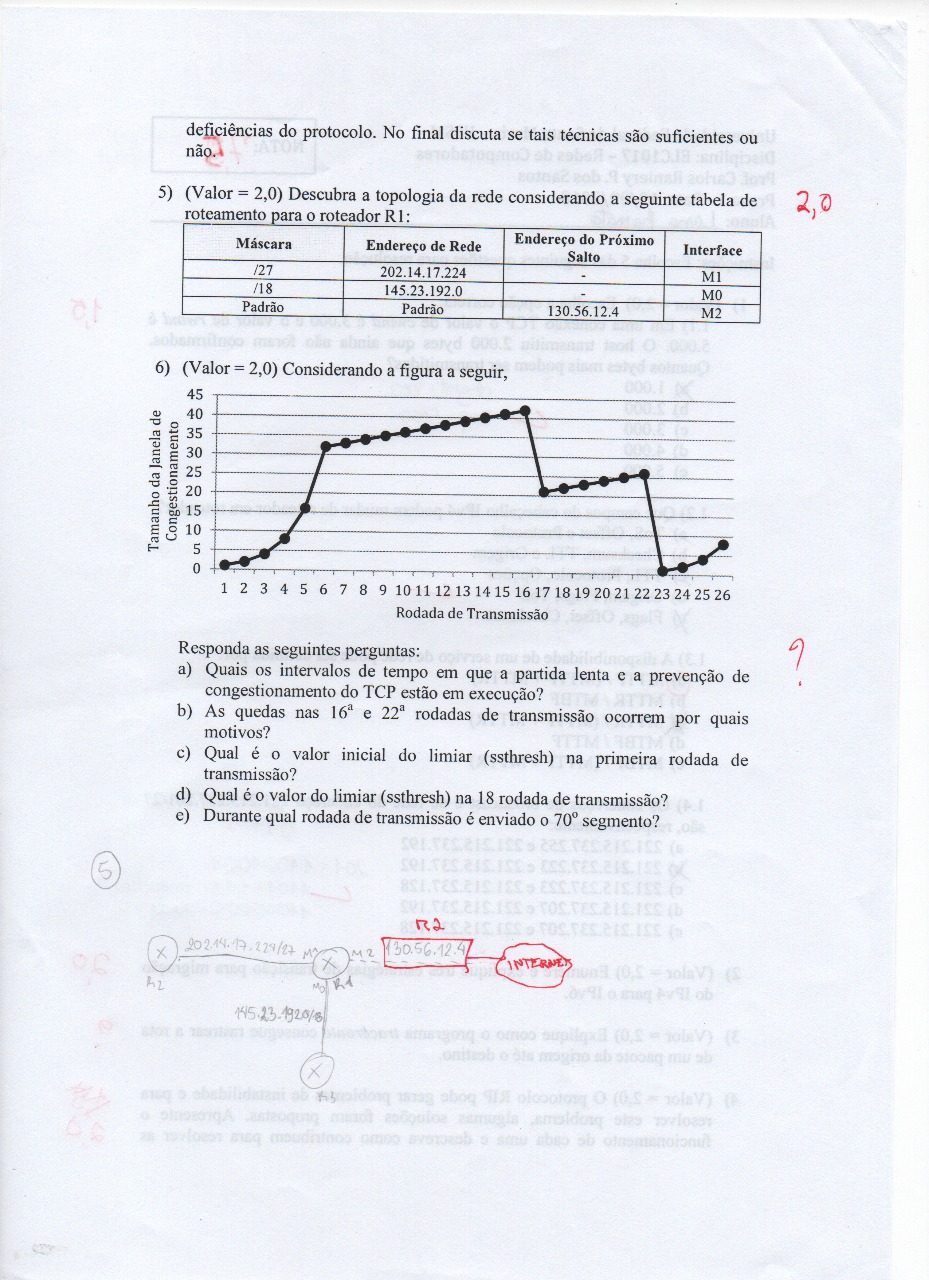 deficiências do protocolo. No final discuta se tais técnicas são suficientes ou
não.
5) (Valor = 2,0) Descubra a topologia da rede considerando a seguinte tabela de
roteamento para o roteador R1:
2,0
Máscara Endereço de Rede Endereço do Próximo Salto Interface
/27 202.14.17.224 - M1
/18 145.23.192.0 - M0
Padrão Padrão 130.56.12.4 M2
6) (Valor = 2,0) Considerando a figura a seguir,
Tamanho da Janela de
Congestionamento
45
40
35
30
25
20
15
10
5
0
1 2 3 4 5 6 7 8 9 10 11 12 13 14 15 16 17 18 19 20 21 22 23 24 25 26
Rodada de Transmissão
?
Responda as seguintes perguntas:
a) Quais os intervalos de tempo em que a partida lenta e a prevenção de
congestionamento do TCP estão em execução?
b) As quedas nas 16ª e 22ª rodadas de transmissão ocorrem por quais
motivos?
c) Qual é o valor inicial do limiar (ssthresh) na primeira rodada de
transmissão?
d) Qual é o valor do limiar (ssthresh) na 18 rodada de transmissão?
e) Durante qual rodada de transmissão é enviado o 70º segmento?
5
R2
X 202.14.17.224/27 M1 X M2 130.56.12.4 INTERNET
R2 M0 R1
145.23.192.0/18
X
R3